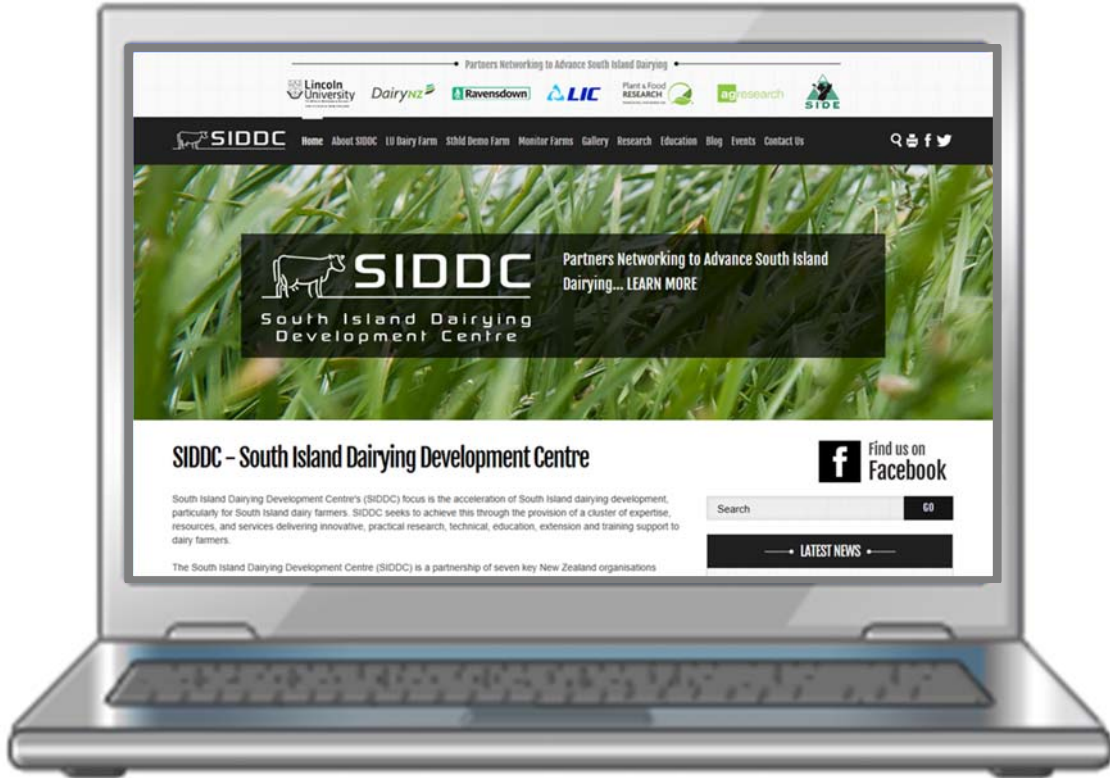 Partners Networking to Advance South Island Dairying
Lincoln University
DairyNZ
Ravensdown
LIC
Plant & Food
RESEARCH
agresearch
SIDE
SIDDC Home About SIDDC LU Dairy Farm Sthld Demo Farm Monitor Farms Gallery Research Education Blog Events Contact Us
SIDDC
South Island Dairying
Development Centre
Partners Networking to Advance South Island
Dairying... LEARN MORE
SIDDC – South Island Dairying Development Centre
Find us on
Facebook
South Island Dairying Development Centre's (SIDDC) focus is the acceleration of South Island dairying development,
particularly for South Island dairy farmers. SIDDC seeks to achieve this through the provision of a cluster of expertise,
resources, and services delivering innovative, practical research, technical, education, extension and training support to
dairy farmers.
The South Island Dairying Development Centre (SIDDC) is a partnership of seven key New Zealand organisations
Search GO
LATEST NEWS